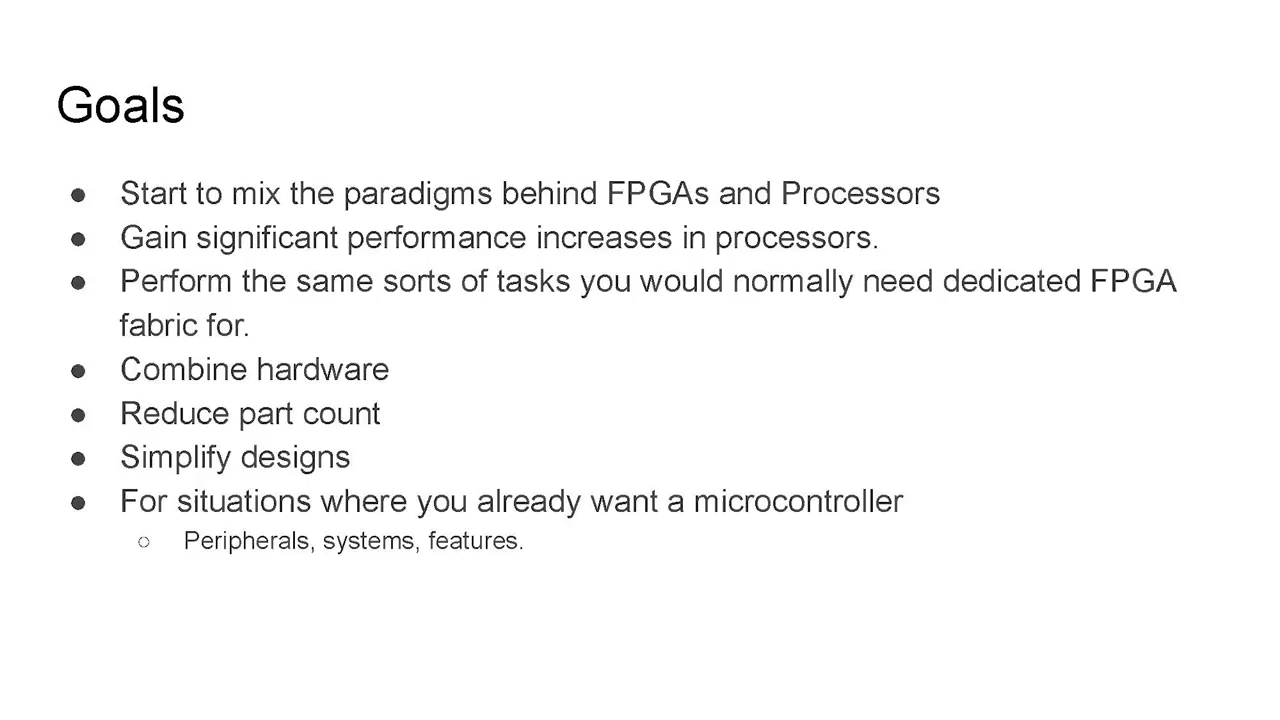 Goals
● Start to mix the paradigms behind FPGAs and Processors
● Gain significant performance increases in processors.
● Perform the same sorts of tasks you would normally need dedicated FPGA
fabric for.
● Combine hardware
● Reduce part count
● Simplify designs
● For situations where you already want a microcontroller
○ Peripherals, systems, features.